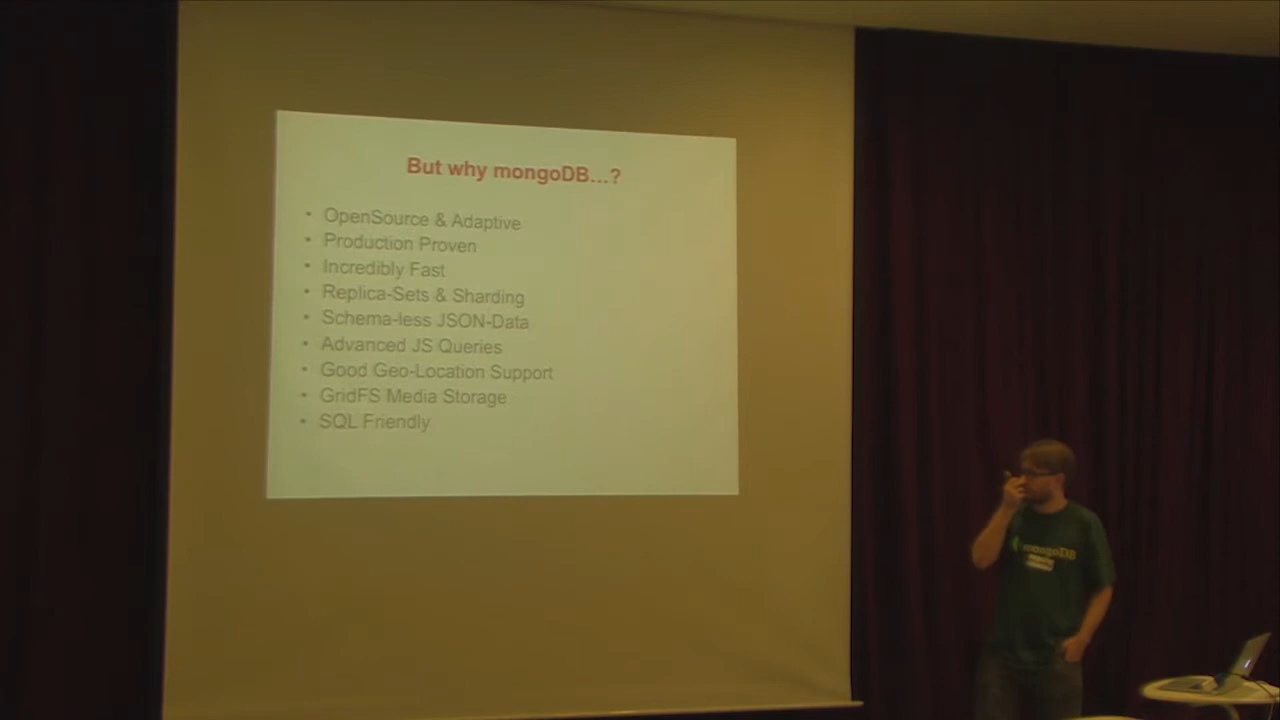 But why mongoDB...?
• OpenSource & Adaptive
• Production Proven
• Incredibly Fast
• Replica-Sets & Sharding
• Schema-less JSON-Data
• Advanced JS Queries
• Good Geo-Location Support
• GridFS Media Storage
• SQL Friendly
mongoDB